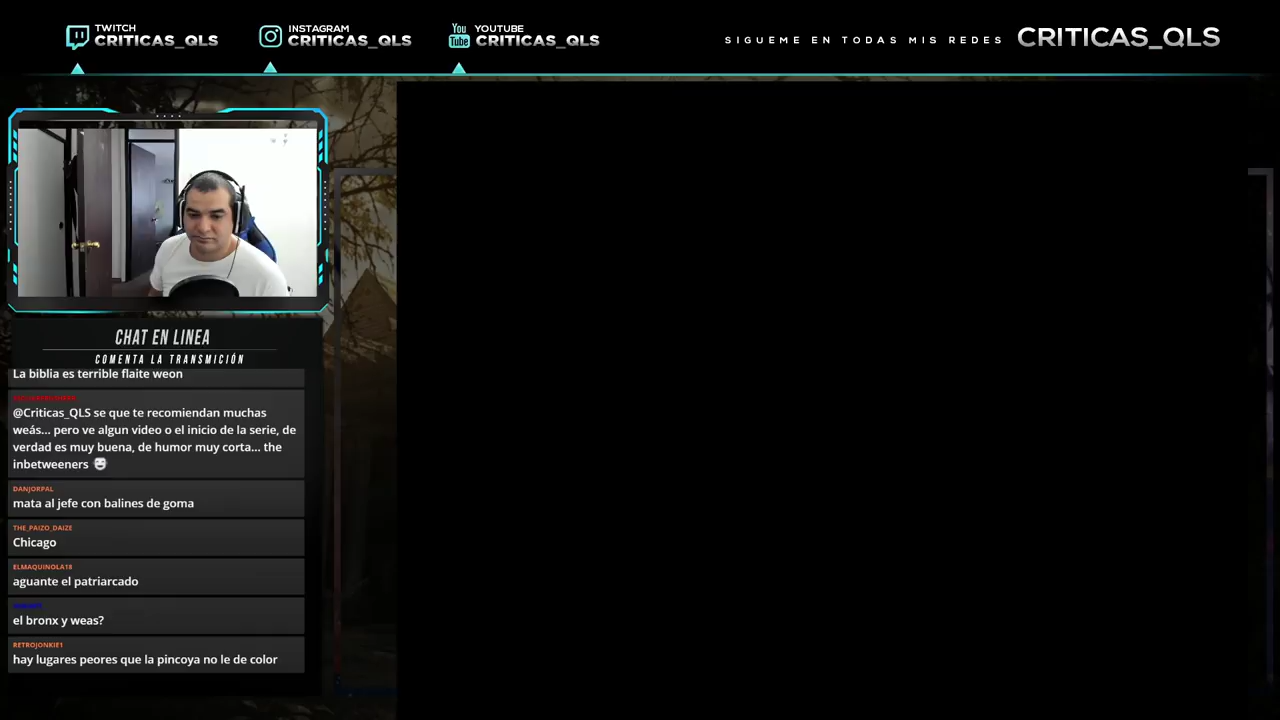 TWITCH
CRITICAS_QLS
INSTAGRAM
CRITICAS_QLS
You
Tube
YOUTUBE
CRITICAS_QLS
SIGUEME EN TODAS MIS REDES
CRITICAS_QLS
CHAT EN LINEA
COMENTA LA TRANSMICIÓN
La biblia es terrible flaite weon
@Criticas_QLS se que te recomiendan muchas
weás... pero ve algun video o el inicio de la serie, de
verdad es muy buena, de humor muy corta... the
inbetweeners
DANJORPAL
mata al jefe con balines de goma
THE_PAIZO_DAIZE
Chicago
ELMAQUINOLA18
aguante el patriarcado
el bronx y weas?
RETROJONKIE1
hay lugares peores que la pincoya no le de color